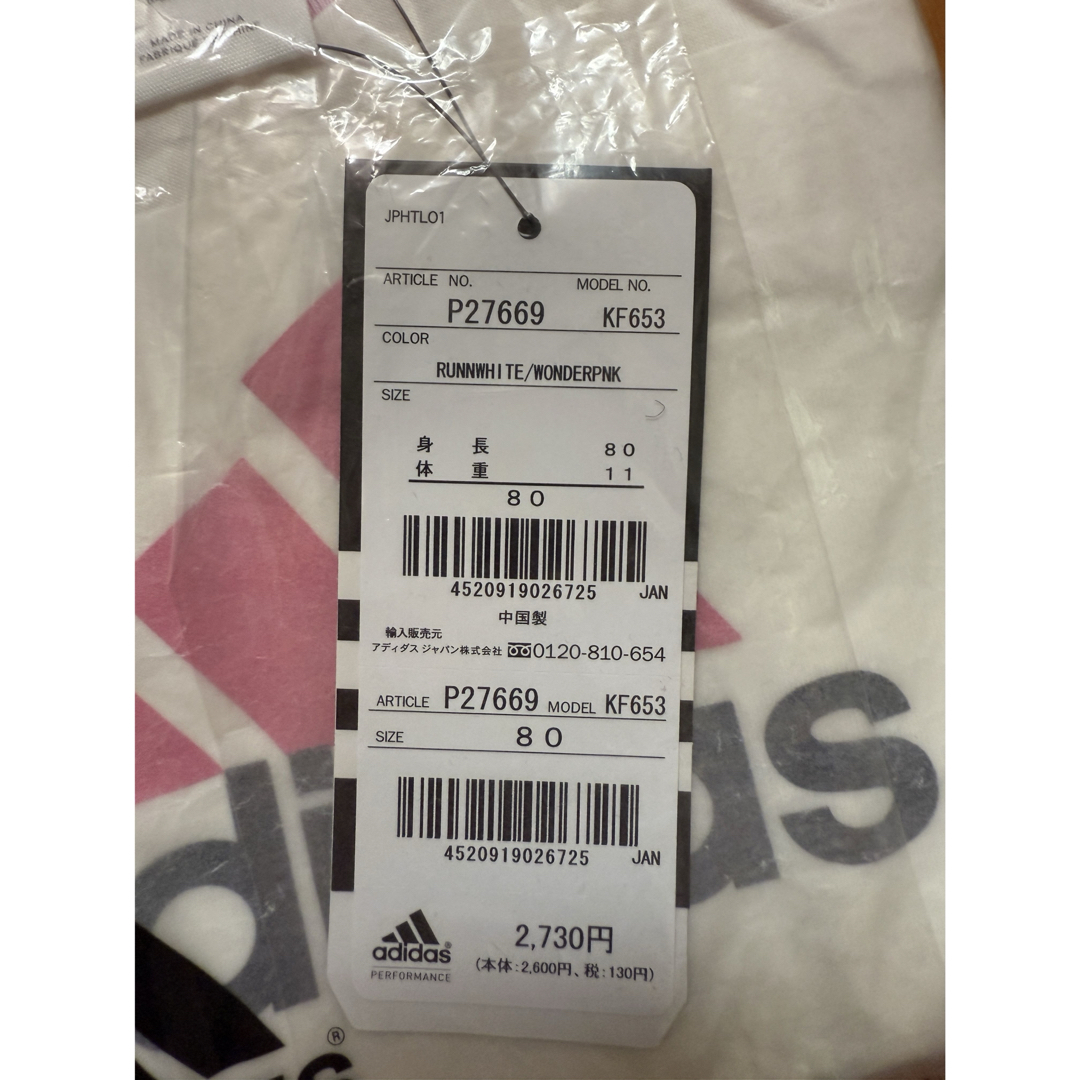 MADE IN CHINA
JPHTL01
ARTICLE NO. MODEL NO.
P27669 KF653
COLOR
RUNNWHITE/WONDERPNK
SIZE
身長 80
体重 11
80
4520919026725 JAN
中国製
輸入販売元
アディダス ジャパン株式会社 0120-810-654
ARTICLE P27669 MODEL KF653
SIZE 80
4520919026725 JAN
adidas®
PERFORMANCE
2,730円
(本体:2,600円、税:130円)
adidas
®